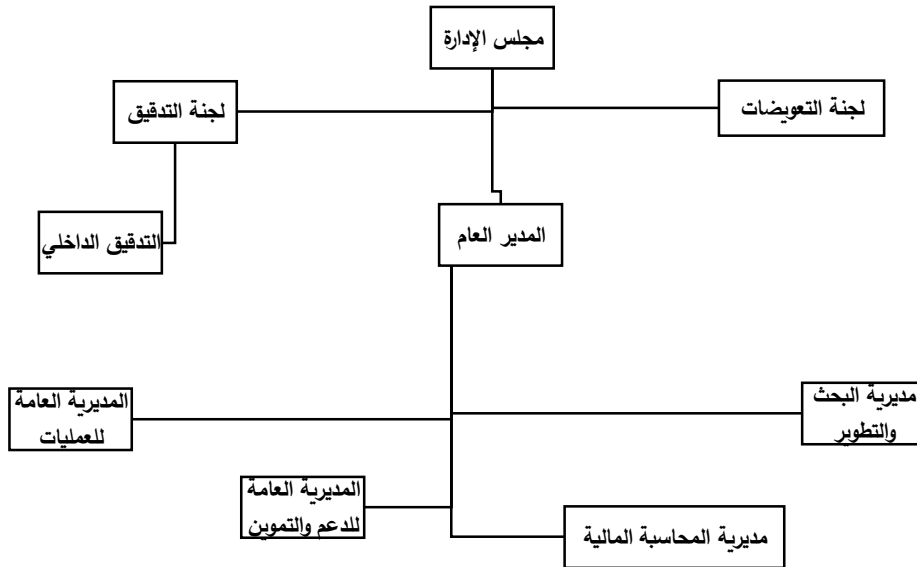 مجلس الإدارة
لجنة التعويضات
لجنة التدقيق
المدير العام
التدقيق الداخلي
مديرية البحث
والتطوير
المديرية العامة
للعمليات
المديرية العامة
للدعم والتموين
مديرية المحاسبة المالية